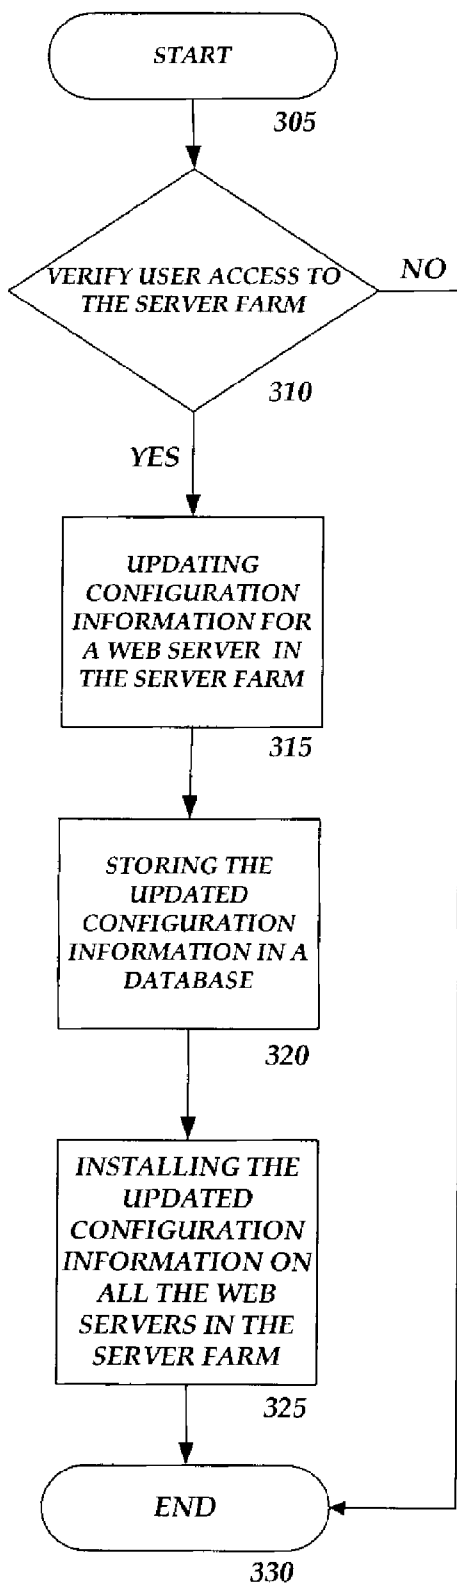 START
305
VERIFY USER ACCESS TO
THE SERVER FARM
NO
310
YES
UPDATING
CONFIGURATION
INFORMATION FOR
A WEB SERVER IN
THE SERVER FARM
315
STORING THE
UPDATED
CONFIGURATION
INFORMATION IN A
DATABASE
320
INSTALLING THE
UPDATED
CONFIGURATION
INFORMATION ON
ALL THE WEB
SERVERS IN THE
SERVER FARM
325
END
330